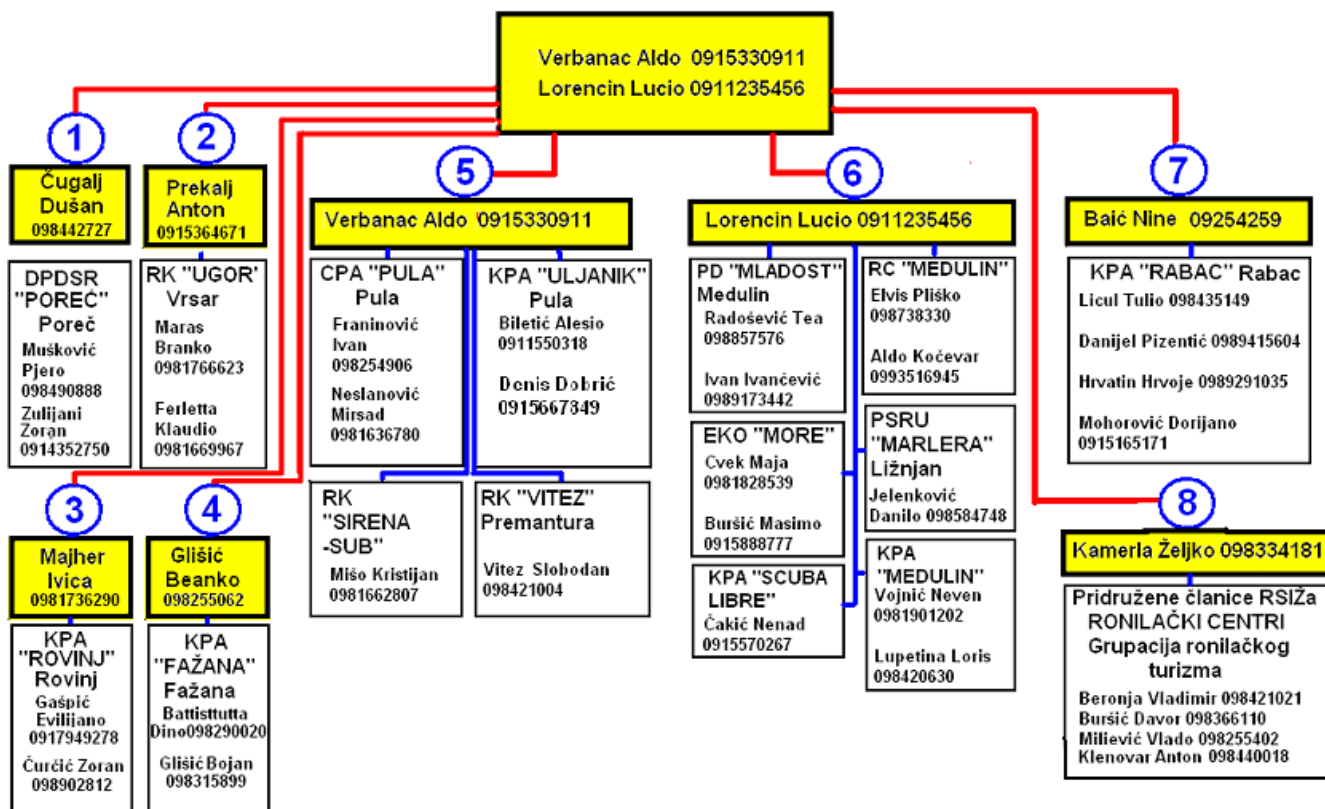 Verbanac Aldo 0915330911
Lorencin Lucio 0911235456
1
Čugalj
Dušan
098442727
DPDSR
"POREČ"
Poreč
Mušković
Pjero
098490888
Zulijani
Zoran
0914352750
2
Prekalj
Anton
0915364671
RK "UGOR'
Vrsar
Maras
Branko
0981766623
Ferletta
Klaudio
0981669967
3
Majher
Ivica
0981736290
KPA
"ROVINJ"
Rovinj
Gašpić
Evilijano
0917949278
Čurčić Zoran
098902812
4
Glišić
Beanko
098255062
KPA
"FAŽANA"
Fažana
Battisttutta
Dino098290020
Glišić Bojan
098315899
5
Verbanac Aldo 0915330911
CPA "PULA"
Pula
Franinović
Ivan
098254906
Neslanović
Mirsad
0981636780
KPA "ULJANIK"
Pula
Biletić Alesio
0911550318
Denis Dobrić
0915667849
RK
"SIRENA
-SUB"
Mišo Kristijan
0981662807
RK "VITEZ"
Premantura
Vitez Slobodan
098421004
6
Lorencin Lucio 0911235456
PD "MLADOST"
Medulin
Radošević Tea
098857576
Ivan Ivančević
0989173442
RC "MEDULIN"
Elvis Pliško
098738330
Aldo Kočevar
0993516945
EKO "MORE"
Cvek Maja
0981828539
Buršić Masimo
0915888777
PSRU
"MARLERA"
Ližnjan
Jelenković
Danilo 098584748
KPA "SCUBA
LIBRE"
Čakić Nenad
0915570267
KPA
"MEDULIN"
Vojnić Neven
0981901202
Lupetina Loris
098420630
7
Baić Nine 09254259
KPA "RABAC" Rabac
Licul Tulio 098435149
Danijel Pizentić 0989415604
Hrvatin Hrvoje 0989291035
Mohorović Dorijano
0915165171
8
Kamerla Željko 098334181
Pridružene članice RSIŽa
RONILAČKI CENTRI
Grupacija ronilačkog
turizma
Beronja Vladimir 098421021
Buršić Davor 098366110
Miliević Vlado 098255402
Klenovar Anton 098440018